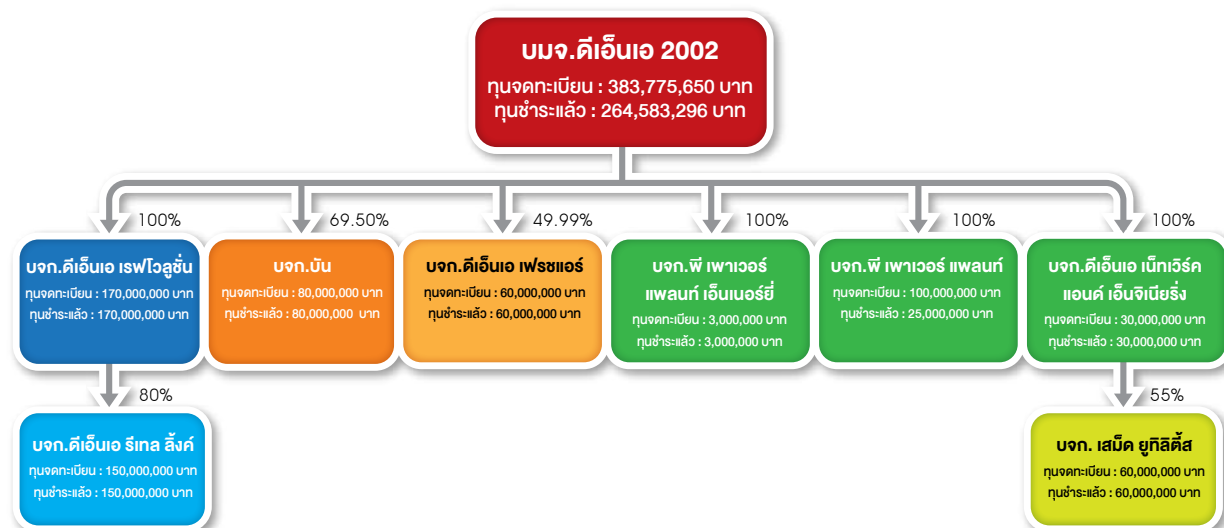 บมจ.ดีเอ็นเอ 2002
ทุนจดทะเบียน : 383,775,650 บาท
ทุนชำระแล้ว : 264,583,296 บาท
100%
69.50%
49.99%
100%
100%
100%
บจก.ดีเอ็นเอ เรฟโวลูชั่น
ทุนจดทะเบียน : 170,000,000 บาท
ทุนชำระแล้ว : 170,000,000 บาท
บจก.บัน
ทุนจดทะเบียน : 80,000,000 บาท
ทุนชำระแล้ว : 80,000,000 บาท
บจก.ดีเอ็นเอ เฟรชแอร์
ทุนจดทะเบียน : 60,000,000 บาท
ทุนชำระแล้ว : 60,000,000 บาท
บจก.พี เพาเวอร์
แพลนท์ เอ็นเนอร์ยี่
ทุนจดทะเบียน : 3,000,000 บาท
ทุนชำระแล้ว : 3,000,000 บาท
บจก.พี เพาเวอร์ แพลนท์
ทุนจดทะเบียน : 100,000,000 บาท
ทุนชำระแล้ว : 25,000,000 บาท
บจก.ดีเอ็นเอ เน็ทเวิร์ค
แอนด์ เอ็นจิเนียริ่ง
ทุนจดทะเบียน : 30,000,000 บาท
ทุนชำระแล้ว : 30,000,000 บาท
80%
55%
บจก.ดีเอ็นเอ รีเทล ลิ้งค์
ทุนจดทะเบียน : 150,000,000 บาท
ทุนชำระแล้ว : 150,000,000 บาท
บจก. เสม็ด ยูทิลิตี้ส
ทุนจดทะเบียน : 60,000,000 บาท
ทุนชำระแล้ว : 60,000,000 บาท